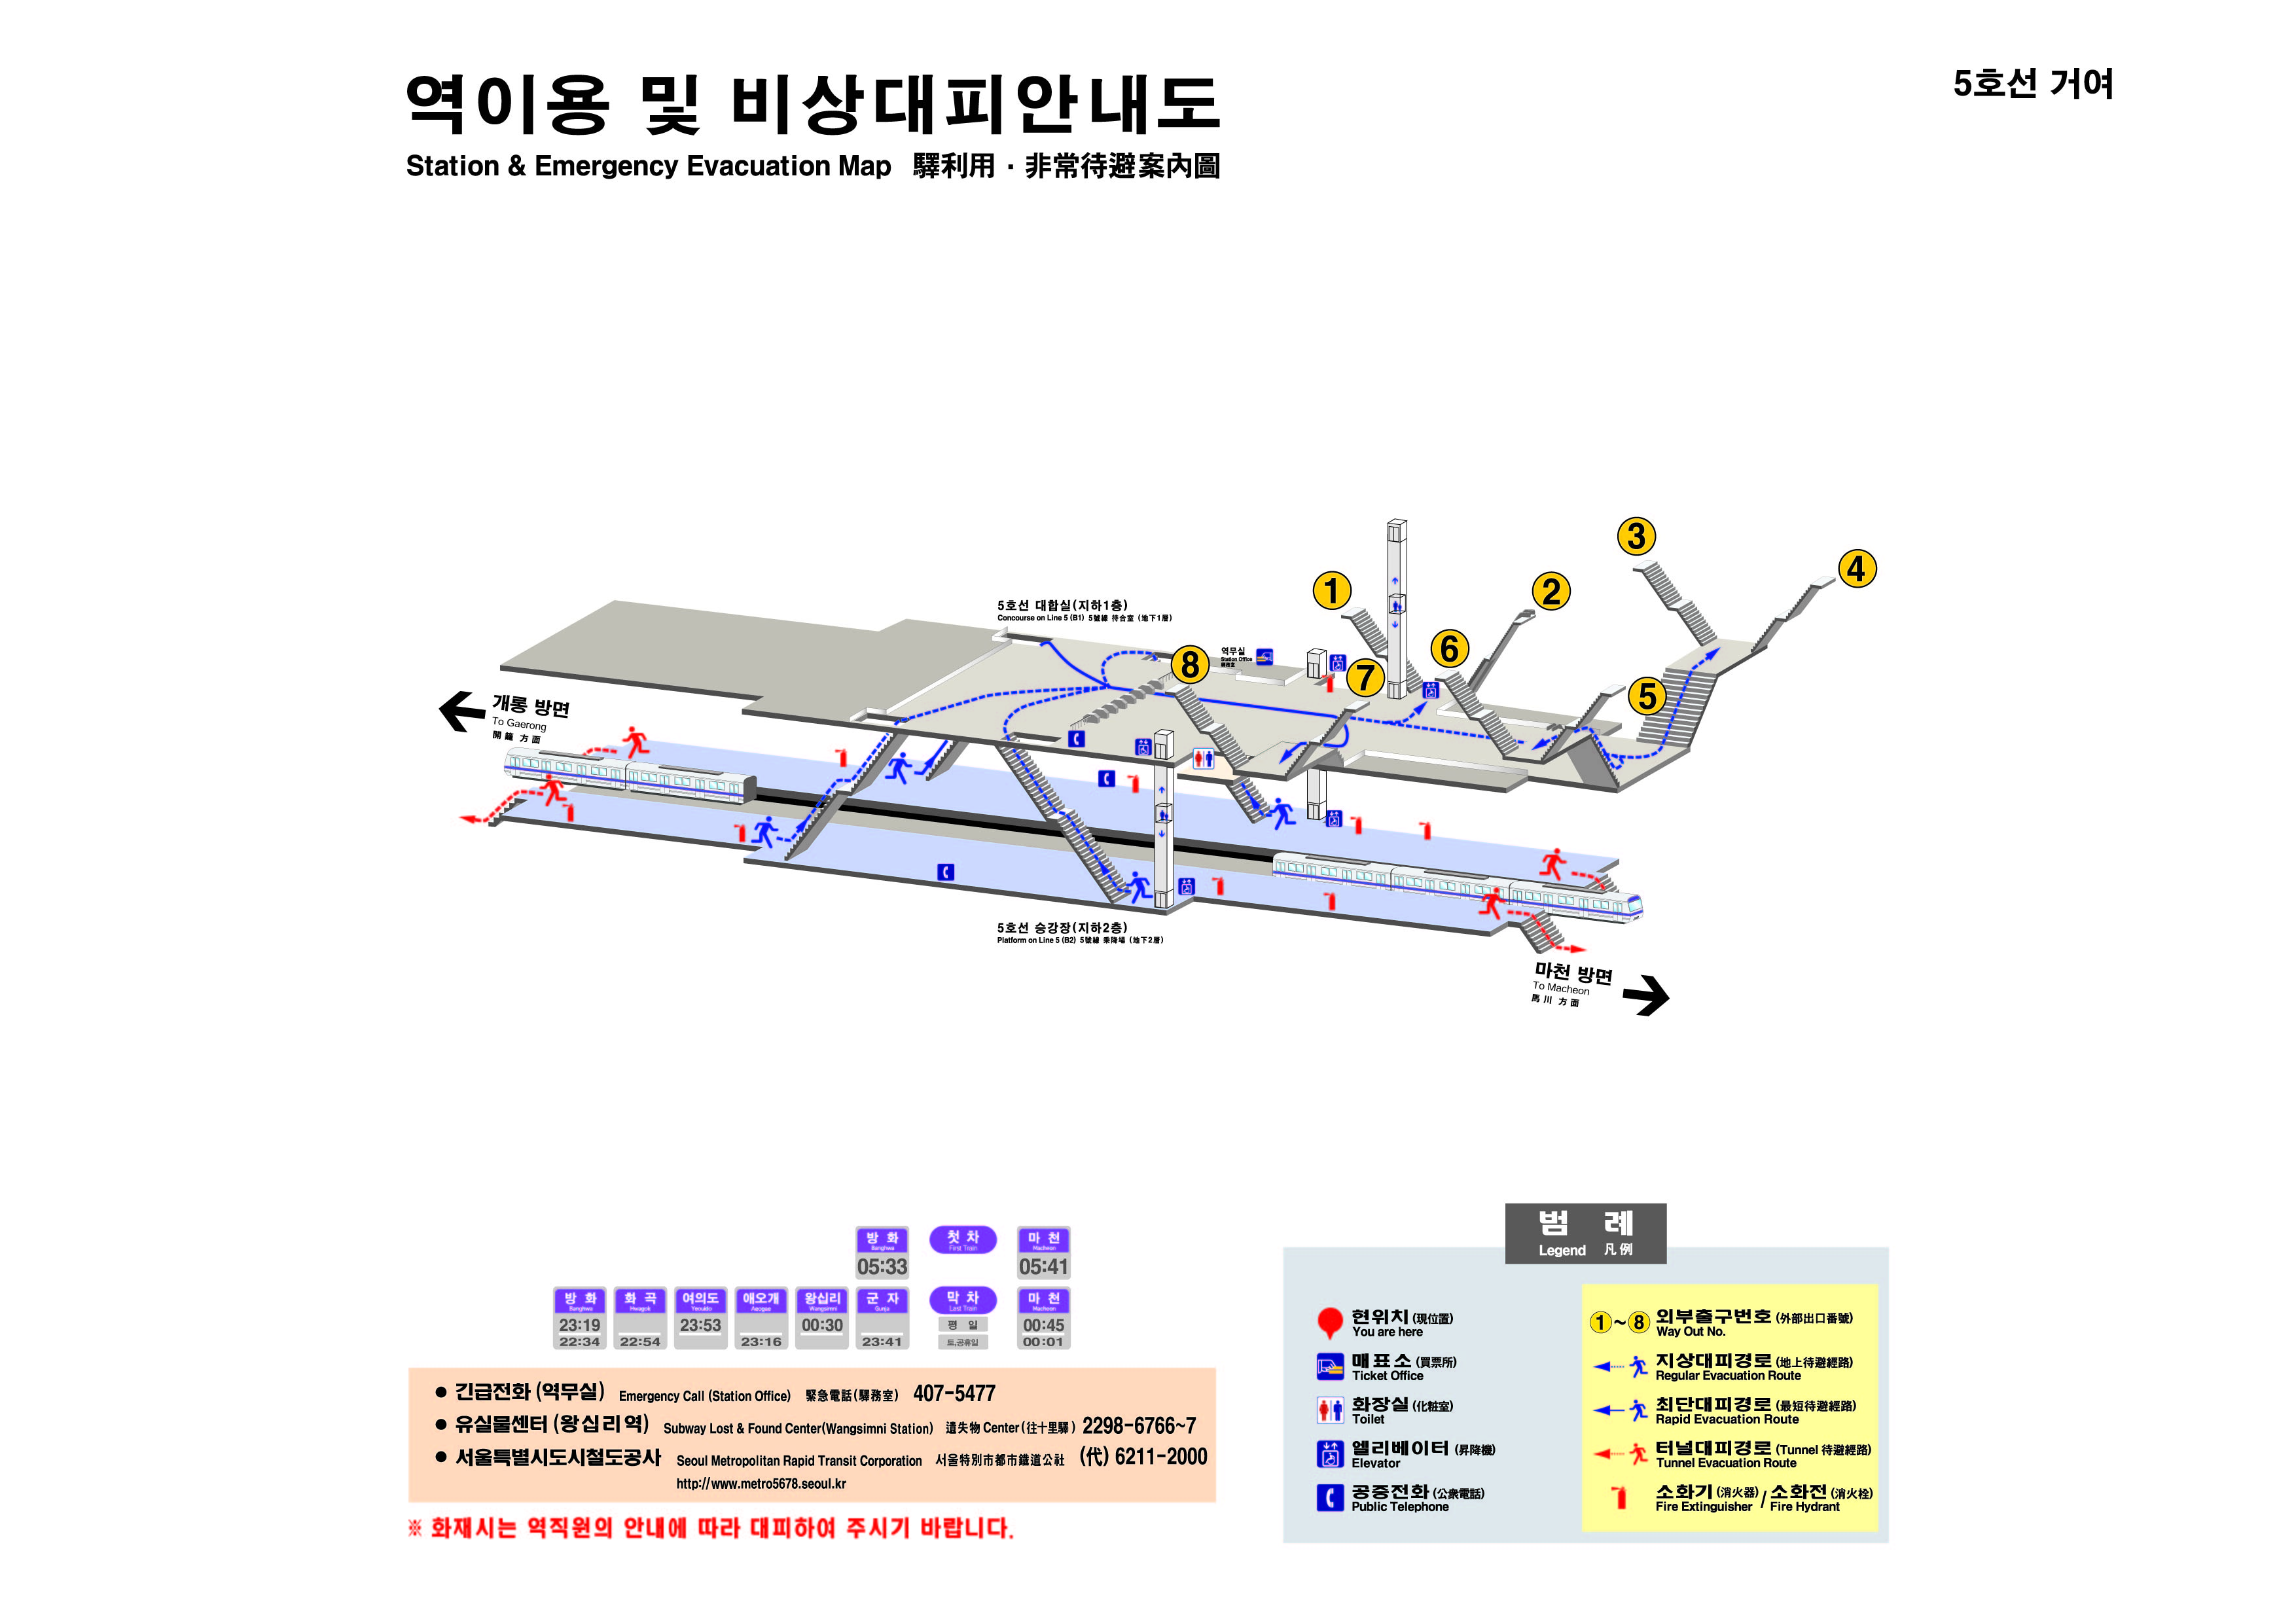 역이용 및 비상대피안내도
Station & Emergency Evacuation Map 驛利用 · 非常待避案內圖
5호선 거여
3
4
1
2
5호선 대합실(지하1층)
Concourse on Line 5 (B1) 5號線 待合室 (地下1層)
6
8
역무실
Station Office
驛務室
7
5
개롱 방면
To Gaerong
開籠 方面
5호선 승강장(지하2층)
Platform on Line 5 (B2) 5號線 乘降場 (地下2層)
마천 방면
To Macheon
馬川 方面
방 화 첫 차 마 천
Banghwa First Train Macheon
05:33 05:41
방 화 화 곡 여의도 애오개 왕십리 군 자 막 차 마 천
Banghwa Hwagok Yeouido Aeogae Wangsimni Gunja Last Train Macheon
23:19 23:53 00:30 평 일 00:45
22:34 22:54 23:16 23:41 토,공휴일 00:01
● 긴급전화 (역무실) Emergency Call (Station Office) 緊急電話 (驛務室) 407-5477
● 유실물센터 (왕십리역) Subway Lost & Found Center(Wangsimni Station) 遺失物 Center (往十里驛) 2298-6766~7
● 서울특별시도시철도공사 Seoul Metropolitan Rapid Transit Corporation 서울特別市都市鐵道公社 (代) 6211-2000
http://www.metro5678.seoul.kr
※ 화재시는 역직원의 안내에 따라 대피하여 주시기 바랍니다.
범 례
Legend 凡例
현위치 (現位置)
You are here
매표소 (買票所)
Ticket Office
화장실 (化粧室)
Toilet
엘리베이터 (昇降機)
Elevator
공중전화 (公衆電話)
Public Telephone
1~8 외부출구번호 (外部出口番號)
Way Out No.
지상대피경로 (地上待避經路)
Regular Evacuation Route
최단대피경로 (最短待避經路)
Rapid Evacuation Route
터널대피경로 (Tunnel 待避經路)
Tunnel Evacuation Route
소화기 (消火器) / 소화전 (消火栓)
Fire Extinguisher / Fire Hydrant